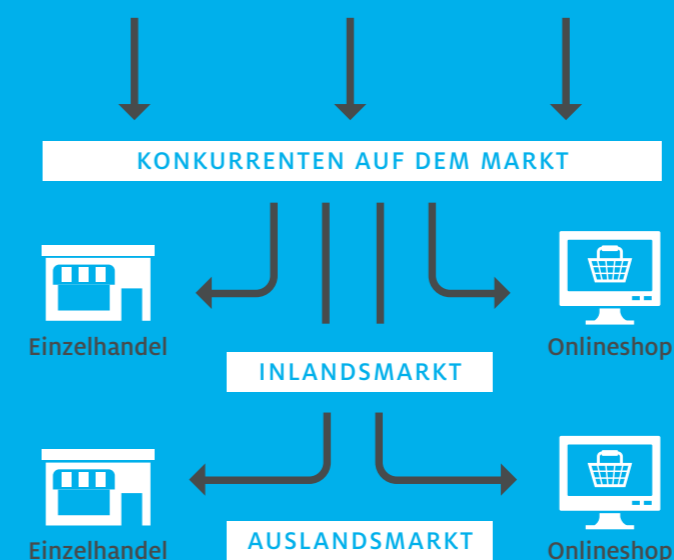 KONKURRENTEN AUF DEM MARKT
Einzelhandel
Onlineshop
INLANDSMARKT
Einzelhandel
AUSLANDSMARKT
Onlineshop